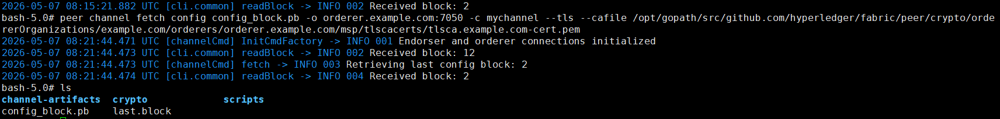 2026-05-07 08:15:21.882 UTC [cli.common] readBlock -> INFO 002 Received block: 2
bash-5.0# peer channel fetch config config_block.pb -o orderer.example.com:7050 -c mychannel --tls --cafile /opt/gopath/src/github.com/hyperledger/fabric/peer/crypto/orde
rerOrganizations/example.com/orderers/orderer.example.com/msp/tlscacerts/tlsca.example.com-cert.pem
2026-05-07 08:21:44.471 UTC [channelCmd] InitCmdFactory -> INFO 001 Endorser and orderer connections initialized
2026-05-07 08:21:44.473 UTC [cli.common] readBlock -> INFO 002 Received block: 12
2026-05-07 08:21:44.473 UTC [channelCmd] fetch -> INFO 003 Retrieving last config block: 2
2026-05-07 08:21:44.474 UTC [cli.common] readBlock -> INFO 004 Received block: 2
bash-5.0# ls
channel-artifacts  crypto             scripts
config_block.pb    last.block